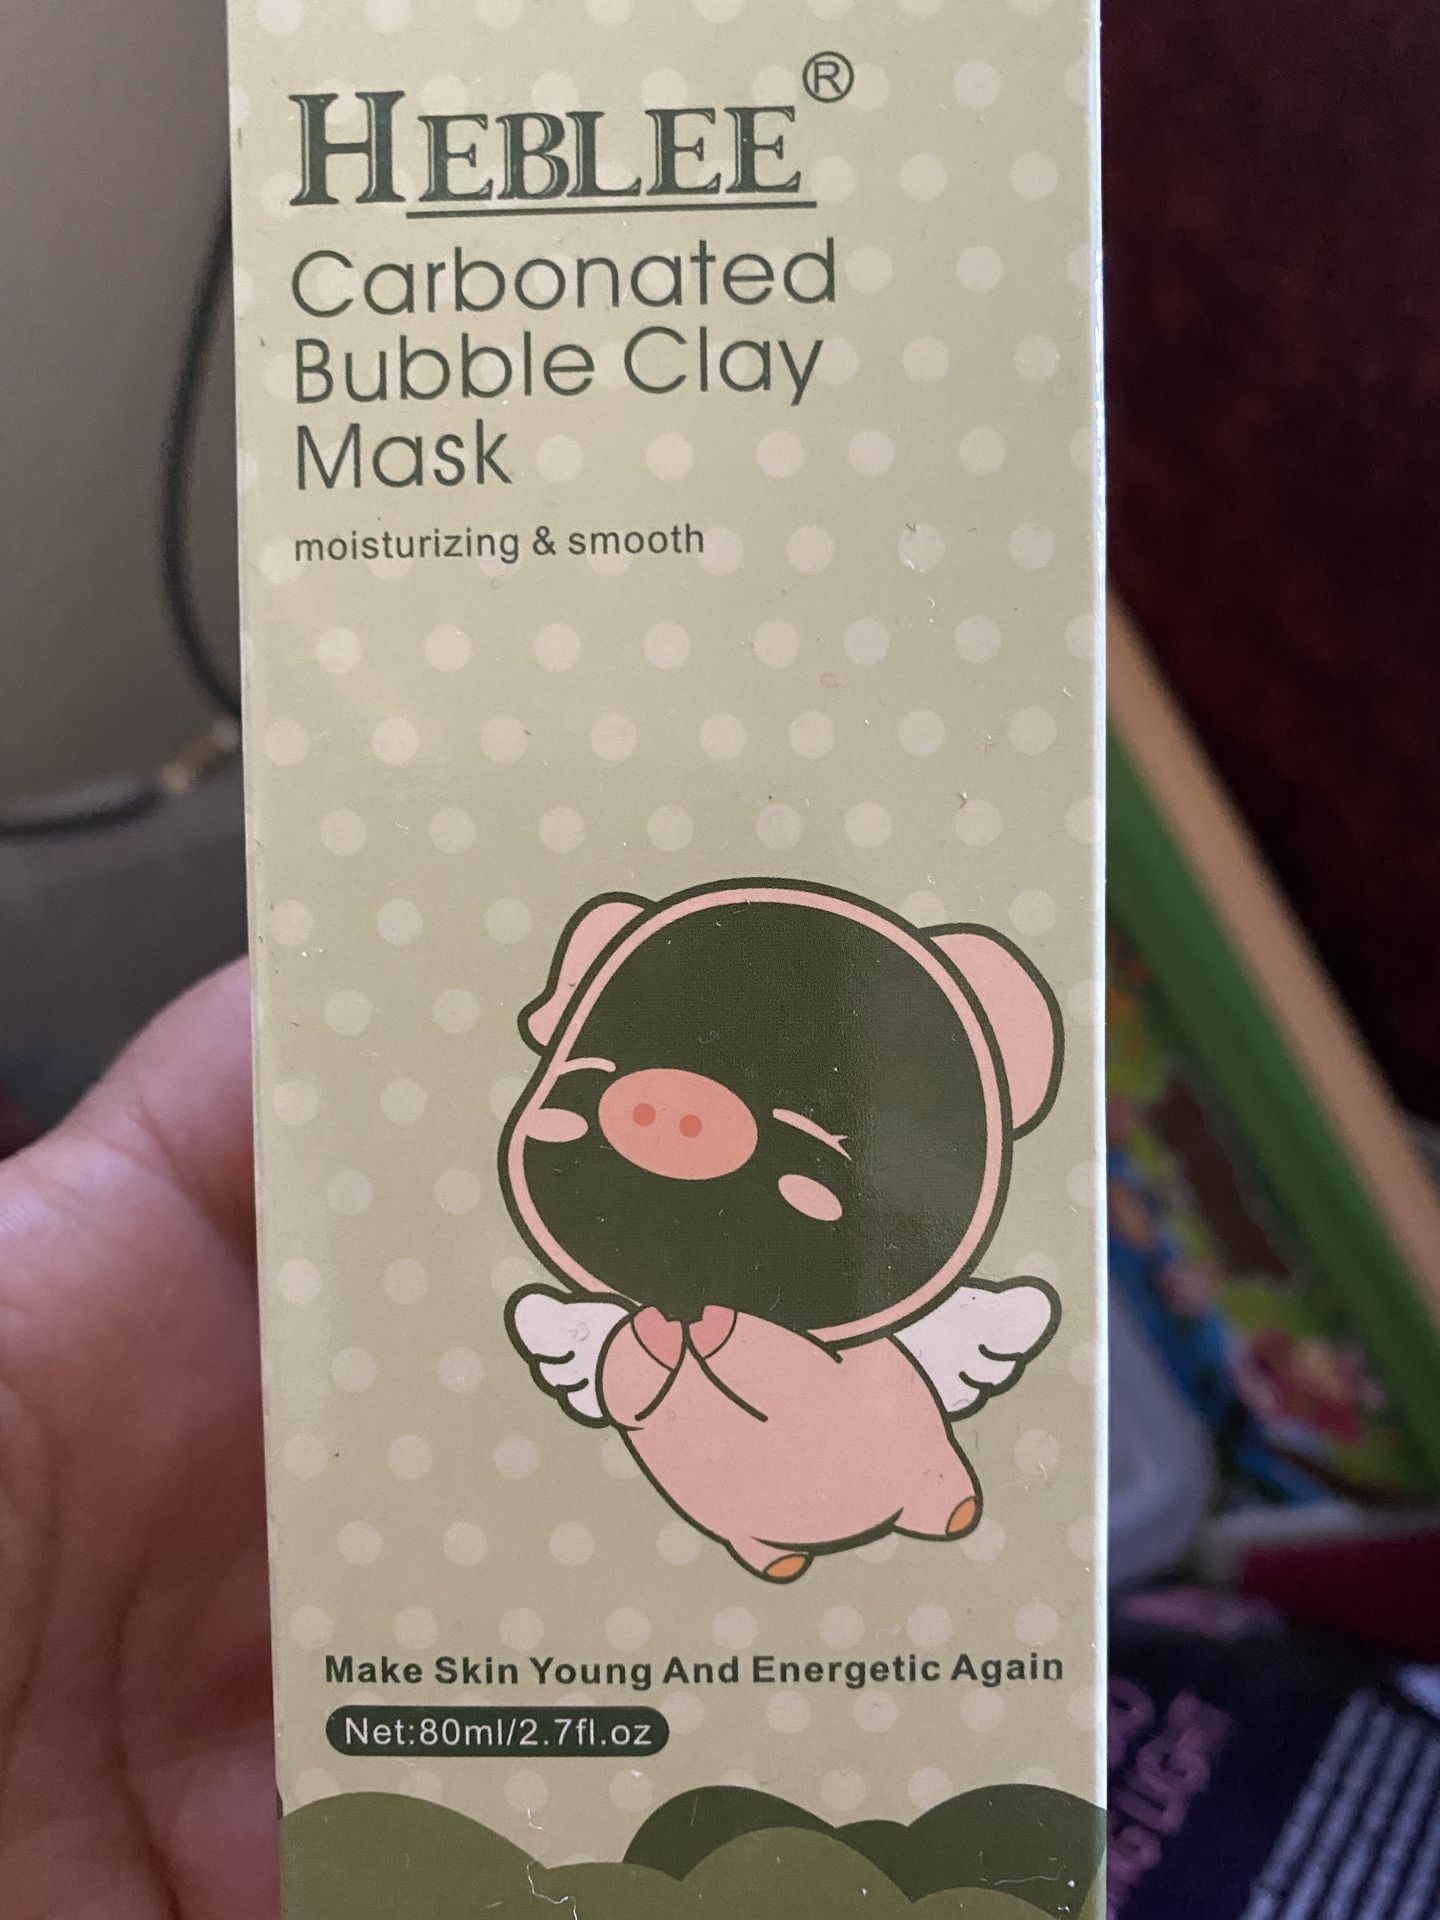 HEBLEE®
Carbonated
Bubble Clay
Mask
moisturizing & smooth
Make Skin Young And Energetic Again
Net:80ml/2.7fl.oz